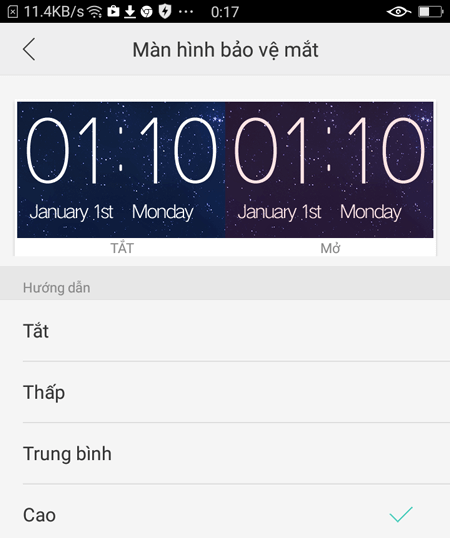 11.4KB/s ... 0:17
Màn hình bảo vệ mắt
01:10 01:10
January 1st Monday January 1st Monday
TẮT Mở
Hướng dẫn
Tắt
Thấp
Trung bình
Cao